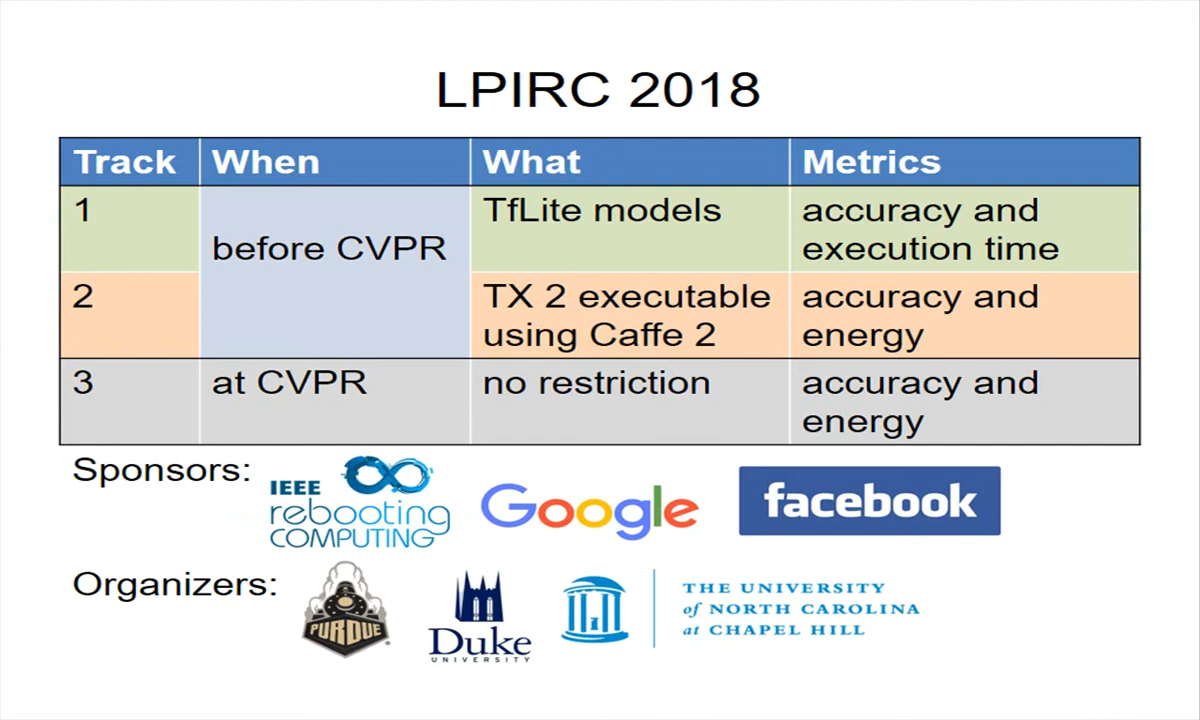 LPIRC 2018
Track When What Metrics
1 before CVPR TfLite models accuracy and execution time
2 TX 2 executable using Caffe 2 accuracy and energy
3 at CVPR no restriction accuracy and energy
Sponsors:
IEEE
rebooting
COMPUTING
Google
facebook
Organizers:
PURDUE
Duke
UNIVERSITY
THE UNIVERSITY
of NORTH CAROLINA
at CHAPEL HILL